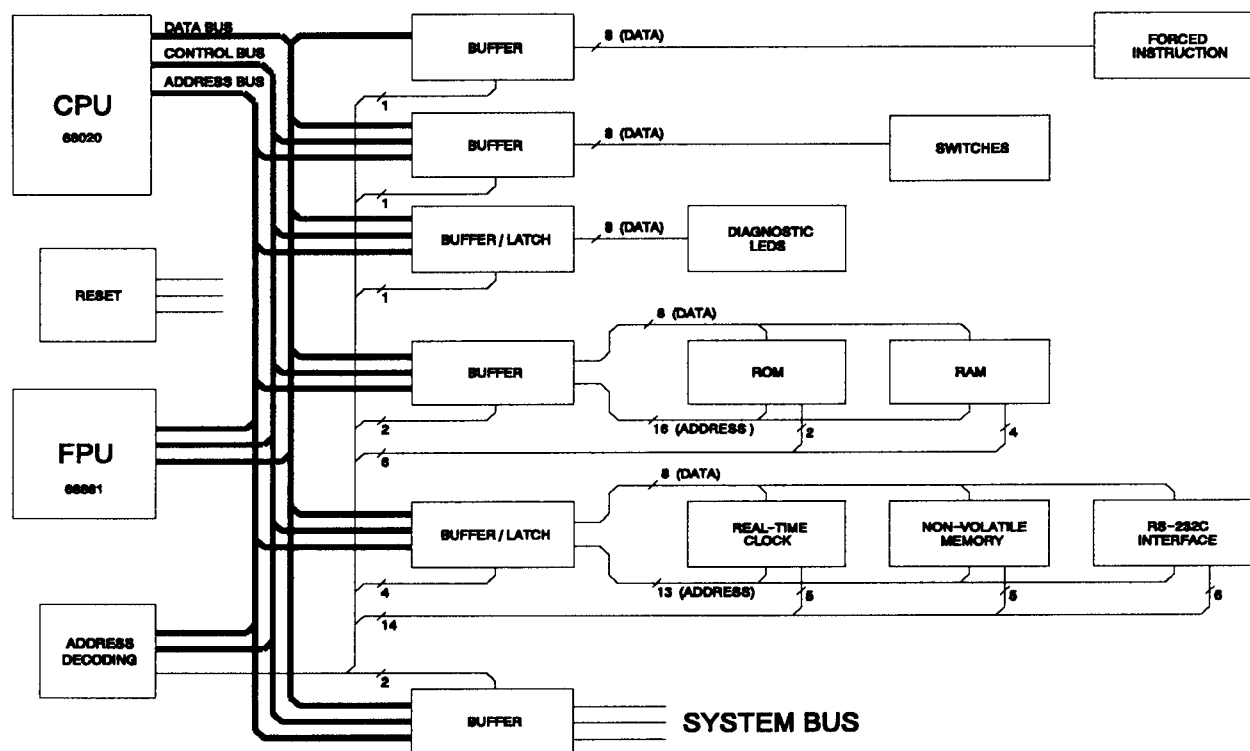 DATA BUS
CONTROL BUS
ADDRESS BUS
CPU
68020
BUFFER
8 (DATA)
FORCED
INSTRUCTION
1
BUFFER
8 (DATA)
SWITCHES
1
BUFFER / LATCH
8 (DATA)
DIAGNOSTIC
LEDS
1
RESET
BUFFER
8 (DATA)
ROM
RAM
2
16 (ADDRESS)
2
4
6
FPU
68881
BUFFER / LATCH
8 (DATA)
REAL-TIME
CLOCK
NON-VOLATILE
MEMORY
RS-232C
INTERFACE
4
13 (ADDRESS)
5
5
6
14
ADDRESS
DECODING
2
BUFFER
SYSTEM BUS